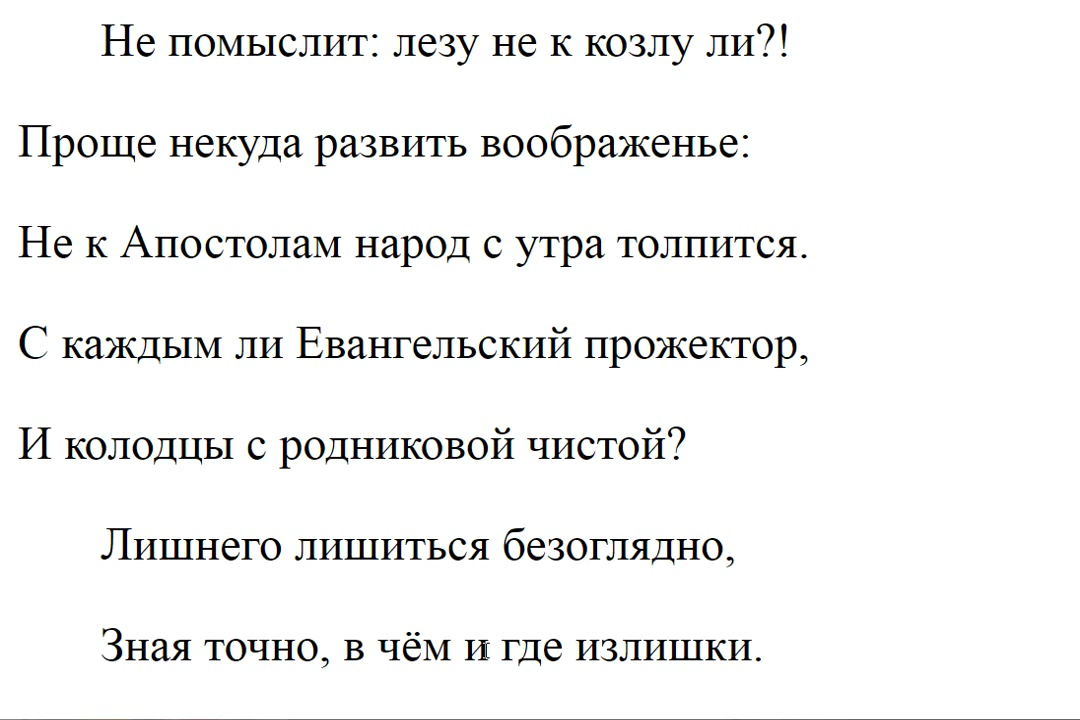 Не помыслит: лезу не к козлу ли?!
Проще некуда развить воображенье:
Не к Апостолам народ с утра толпится.
С каждым ли Евангельский прожектор,
И колодцы с родниковой чистой?
Лишнего лишиться безоглядно,
Зная точно, в чём и где излишки.